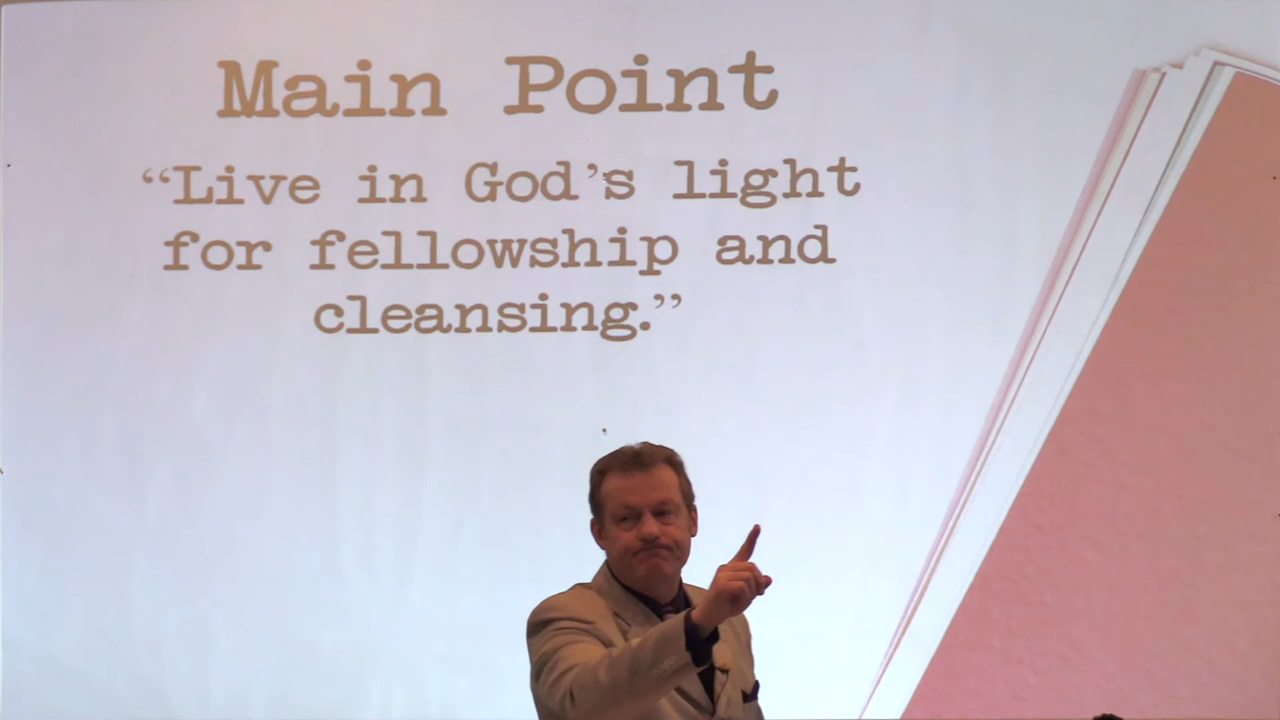 Main Point
“Live in God’s light
for fellowship and
cleansing.”